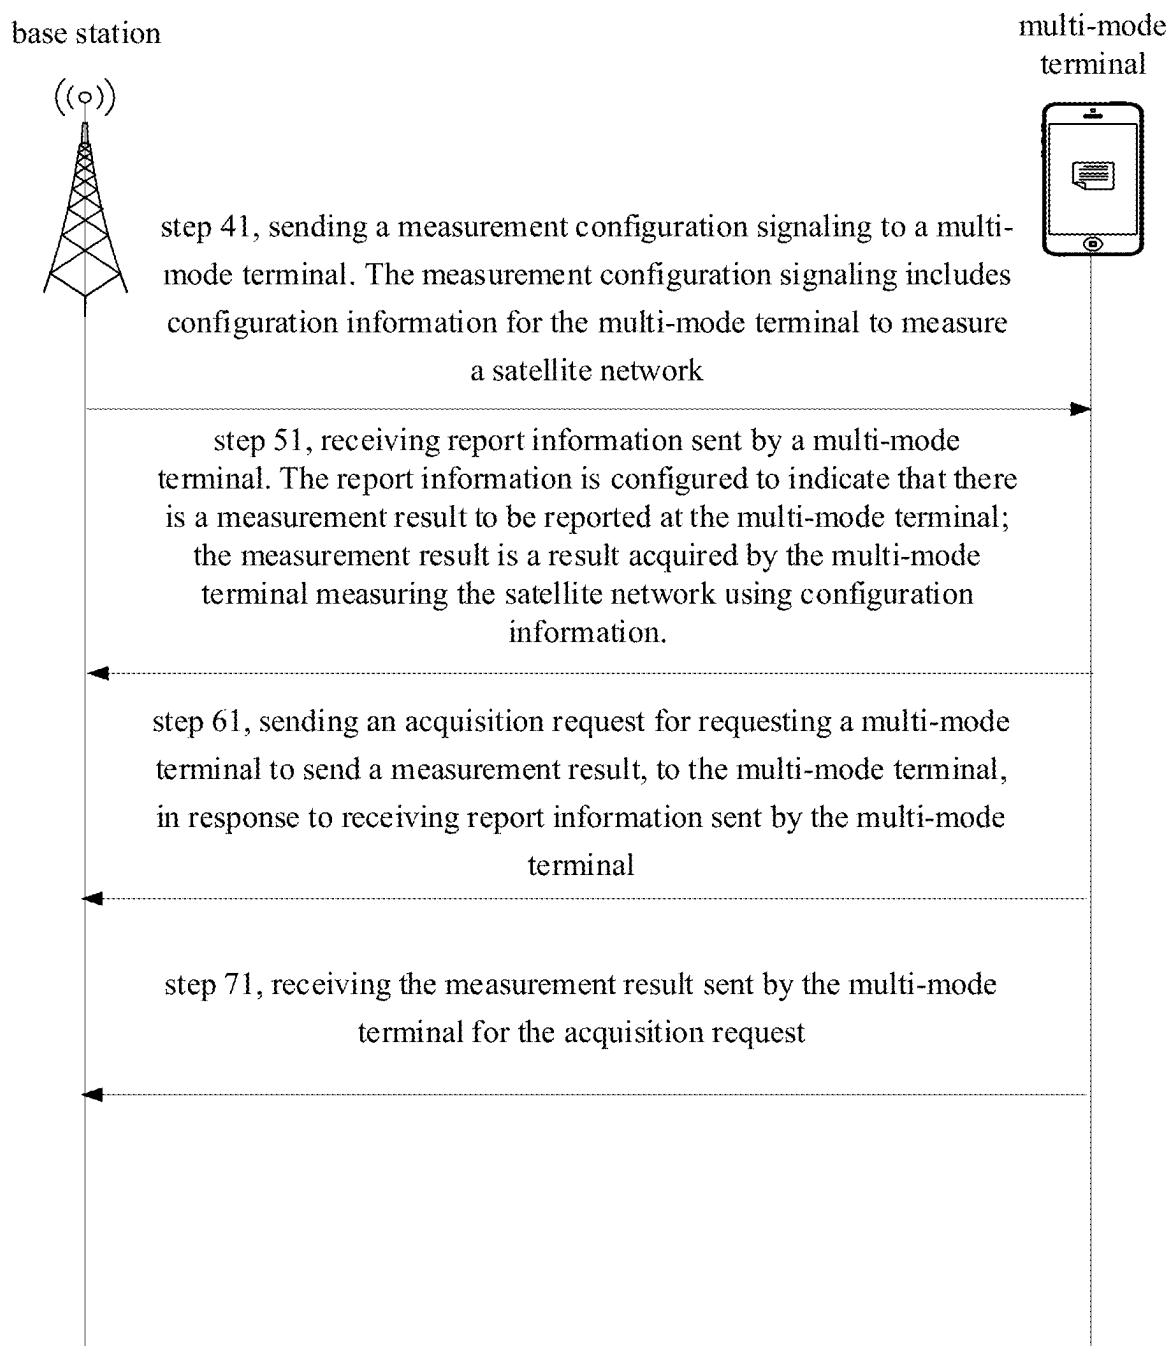 base station
multi-mode
terminal
step 41, sending a measurement configuration signaling to a multi-
mode terminal. The measurement configuration signaling includes
configuration information for the multi-mode terminal to measure
a satellite network
step 51, receiving report information sent by a multi-mode
terminal. The report information is configured to indicate that there
is a measurement result to be reported at the multi-mode terminal;
the measurement result is a result acquired by the multi-mode
terminal measuring the satellite network using configuration
information.
step 61, sending an acquisition request for requesting a multi-mode
terminal to send a measurement result, to the multi-mode terminal,
in response to receiving report information sent by the multi-mode
terminal
step 71, receiving the measurement result sent by the multi-mode
terminal for the acquisition request